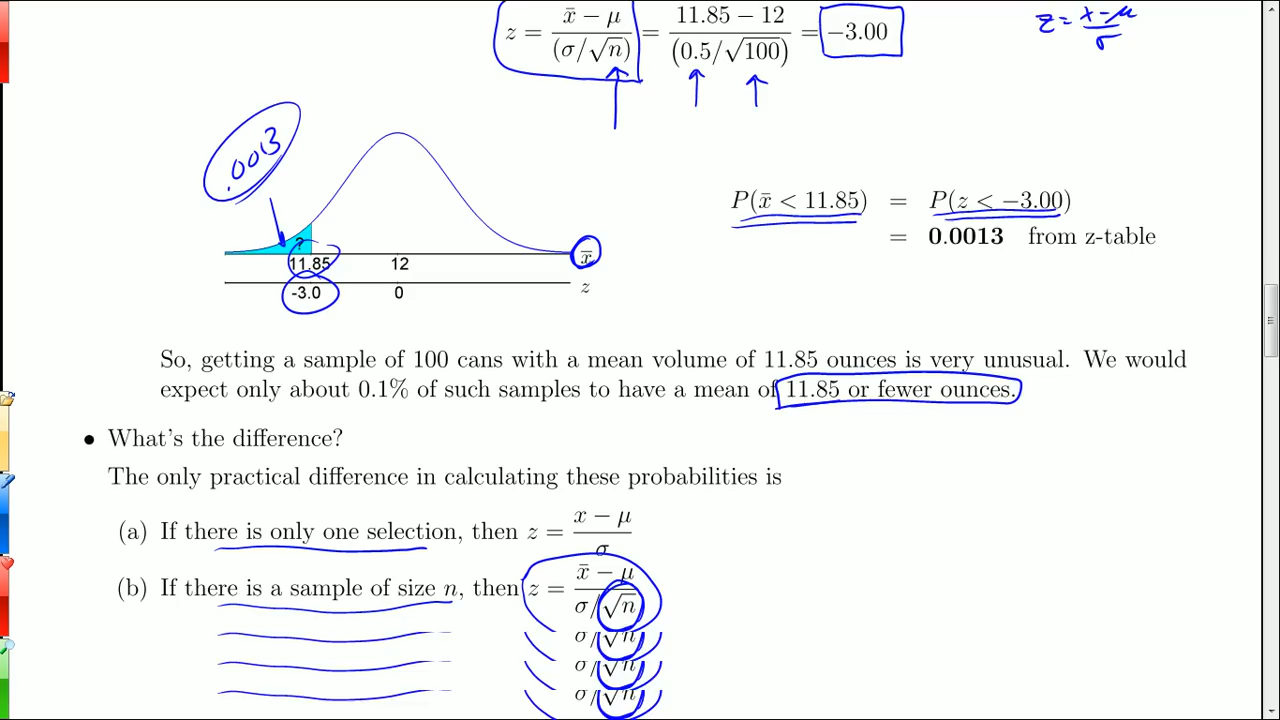 z = (x̄ − μ)/(σ/√n) = (11.85 − 12)/(0.5/√100) = −3.00
z = (x−μ)/σ
.0013
P(x̄ < 11.85) = P(z < −3.00)
= 0.0013 from z-table
?
11.85 12 x̄
-3.0 0 z
So, getting a sample of 100 cans with a mean volume of 11.85 ounces is very unusual. We would
expect only about 0.1% of such samples to have a mean of 11.85 or fewer ounces.
• What's the difference?
The only practical difference in calculating these probabilities is
(a) If there is only one selection, then z = (x − μ)/σ
(b) If there is a sample of size n, then z = (x̄ − μ)/(σ/√n)
σ/√n
σ/√n
σ/√n